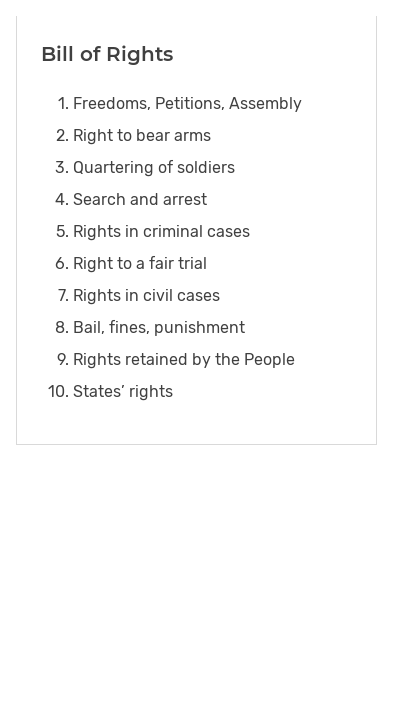 Bill of Rights
1. Freedoms, Petitions, Assembly
2. Right to bear arms
3. Quartering of soldiers
4. Search and arrest
5. Rights in criminal cases
6. Right to a fair trial
7. Rights in civil cases
8. Bail, fines, punishment
9. Rights retained by the People
10. States’ rights